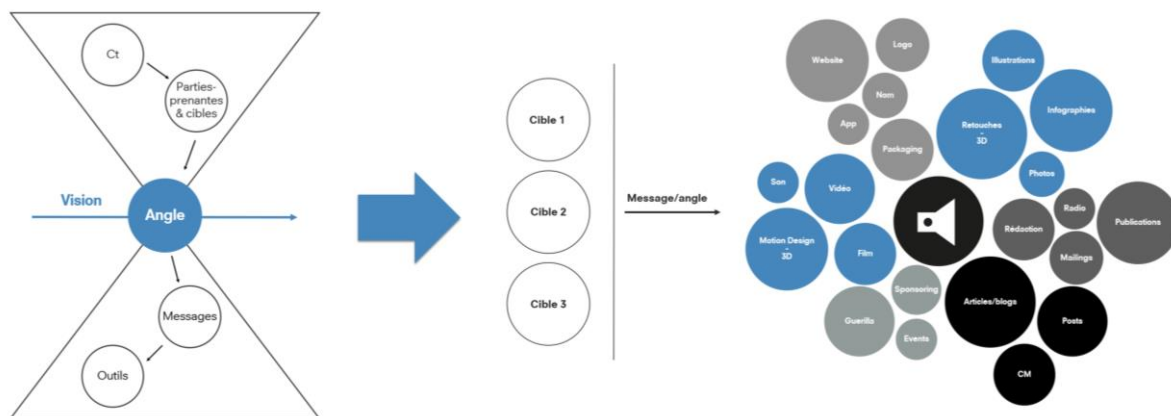 Ct
Parties-
prenantes
& cibles
Vision
Angle
Messages
Outils
Cible 1
Cible 2
Cible 3
Message/angle
Website
Logo
Nom
App
Packaging
Illustrations
Infographies
Retouches
-
3D
Photos
Son
Vidéo
Motion Design
-
3D
Film
Radio
Rédaction
Mailings
Publications
Sponsoring
Guerilla
Events
Articles/blogs
Posts
CM